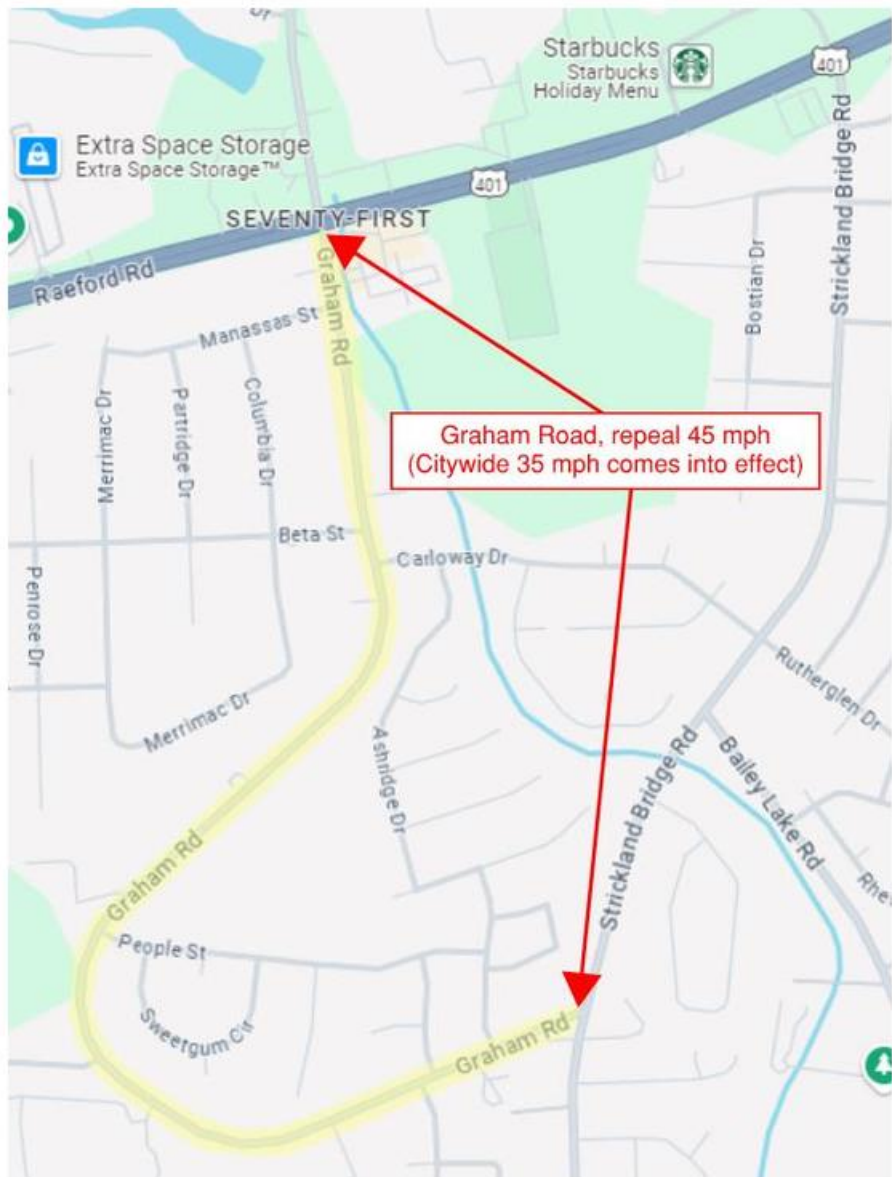 Dr
Starbucks
Starbucks
Holiday Menu
401
Extra Space Storage
Extra Space Storage™
401
SEVENTY-FIRST
Raeford Rd
Graham Rd
Manassas St
Strickland Bridge Rd
Bostian Dr
Merrimac Dr
Partridge Dr
Columbia Dr
Graham Road, repeal 45 mph
(Citywide 35 mph comes into effect)
Beta St
Carloway Dr
Penrose Dr
Merrimac Dr
Ashridge Dr
Rutherglen Dr
Strickland Bridge Rd
Bailey Lake Rd
Graham Rd
People St
Sweetgum Cir
Graham Rd